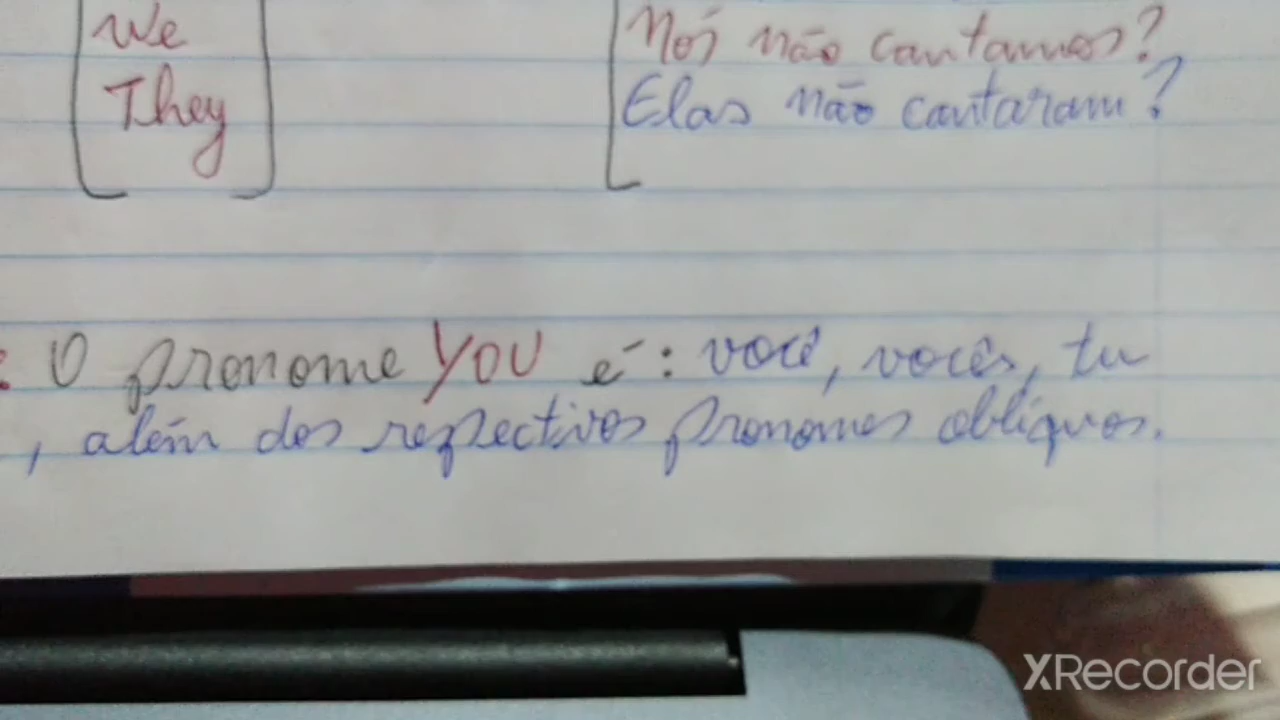 We
They
Nós não cantamos?
Elas não cantaram?
: O pronome YOU é: você, vocês, tu
, além dos respectivos pronomes oblíquos.
XRecorder